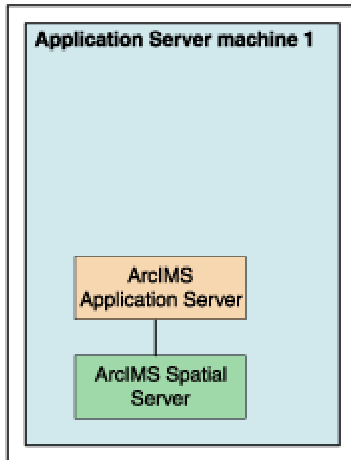 Application Server machine 1
ArcIMS
Application Server
ArcIMS Spatial
Server